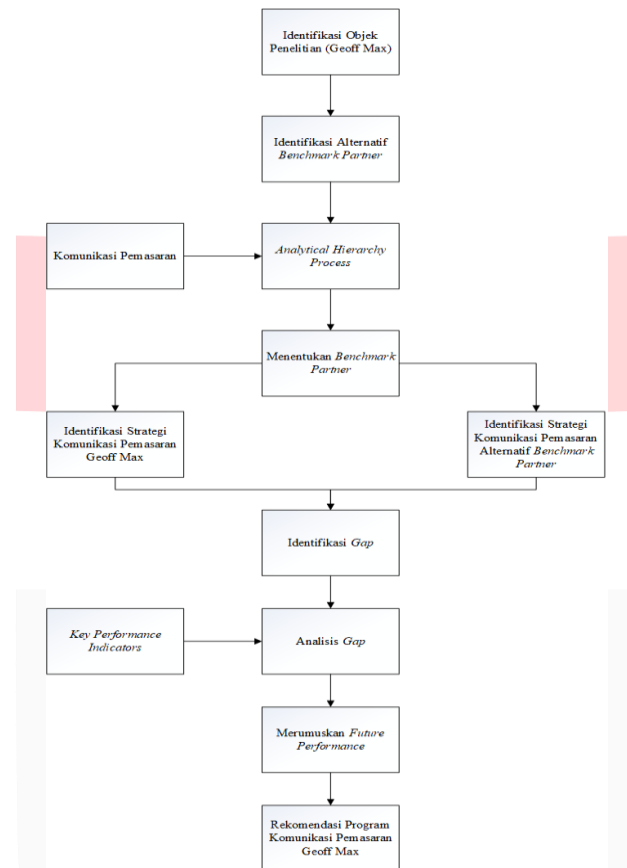 Identifikasi Objek
Penelitian (Geoff Max)
Identifikasi Alternatif
Benchmark Partner
Komunikasi Pemasaran
Analytical Hierarchy
Process
Menentukan Benchmark
Partner
Identifikasi Strategi
Komunikasi Pemasaran
Geoff Max
Identifikasi Strategi
Komunikasi Pemasaran
Alternatif Benchmark
Partner
Identifikasi Gap
Key Performance
Indicators
Analisis Gap
Merumuskan Future
Performance
Rekomendasi Program
Komunikasi Pemasaran
Geoff Max